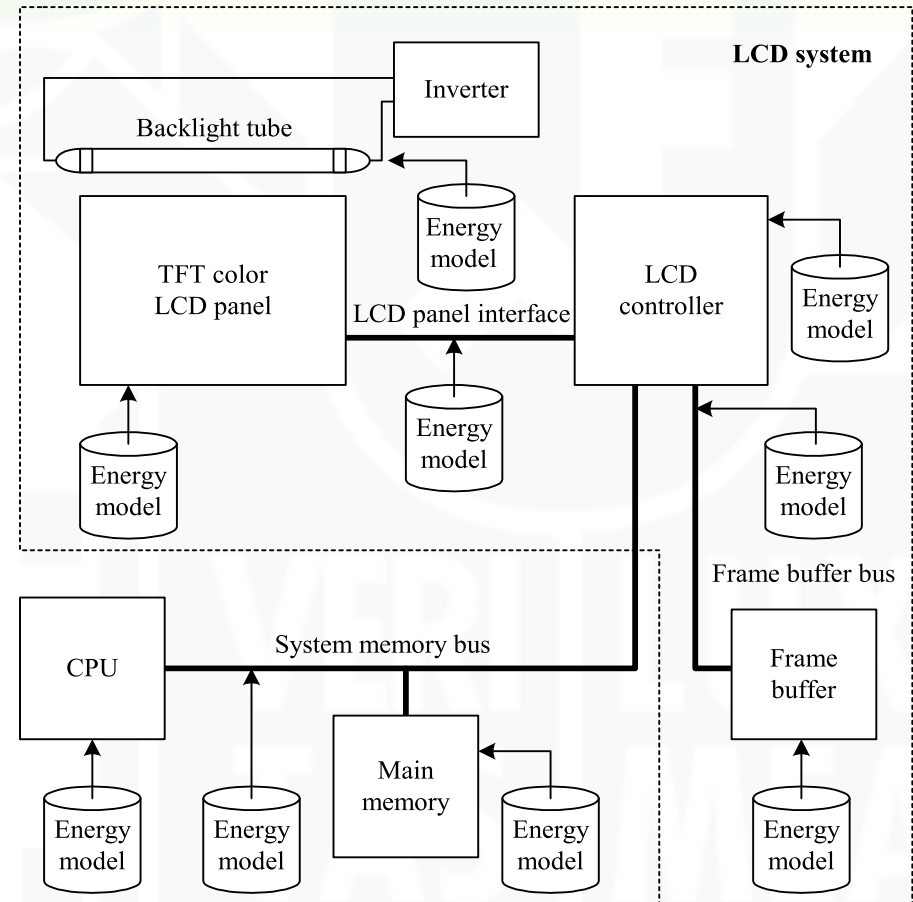 LCD system
Inverter
Backlight tube
Energy
model
TFT color
LCD panel
LCD
controller
Energy
model
LCD panel interface
Energy
model
Energy
model
Energy
model
Frame buffer bus
CPU
System memory bus
Frame
buffer
Main
memory
Energy
model
Energy
model
Energy
model
Energy
model